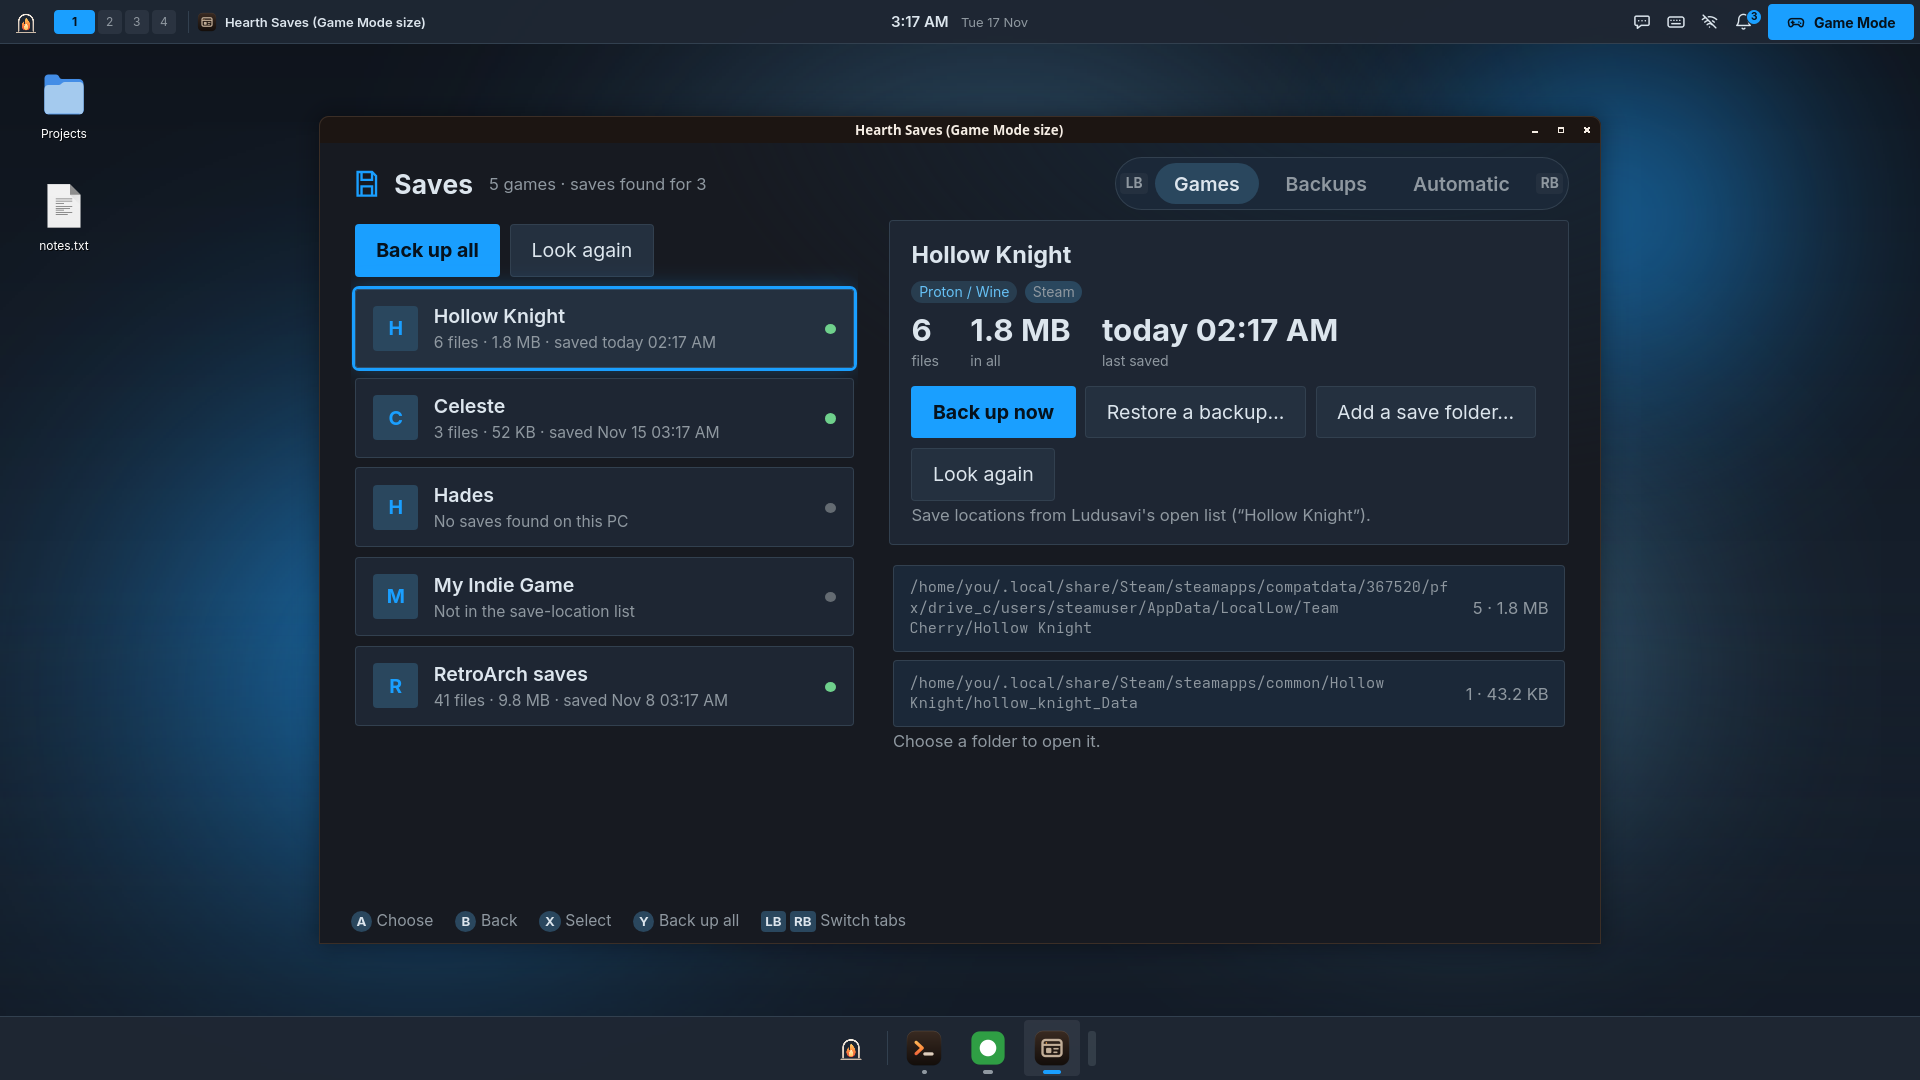 1 2 3 4 Hearth Saves (Game Mode size)
3:17 AM Tue 17 Nov
3
Game Mode
Projects
notes.txt
Hearth Saves (Game Mode size)
Saves 5 games · saves found for 3
LB Games Backups Automatic RB
Back up all Look again
H
Hollow Knight
6 files · 1.8 MB · saved today 02:17 AM
C
Celeste
3 files · 52 KB · saved Nov 15 03:17 AM
H
Hades
No saves found on this PC
M
My Indie Game
Not in the save-location list
R
RetroArch saves
41 files · 9.8 MB · saved Nov 8 03:17 AM
Hollow Knight
Proton / Wine Steam
6 1.8 MB today 02:17 AM
files in all last saved
Back up now Restore a backup... Add a save folder...
Look again
Save locations from Ludusavi's open list (“Hollow Knight”).
/home/you/.local/share/Steam/steamapps/compatdata/367520/pf
x/drive_c/users/steamuser/AppData/LocalLow/Team
Cherry/Hollow Knight
5 · 1.8 MB
/home/you/.local/share/Steam/steamapps/common/Hollow
Knight/hollow_knight_Data
1 · 43.2 KB
Choose a folder to open it.
A Choose B Back X Select Y Back up all LB RB Switch tabs